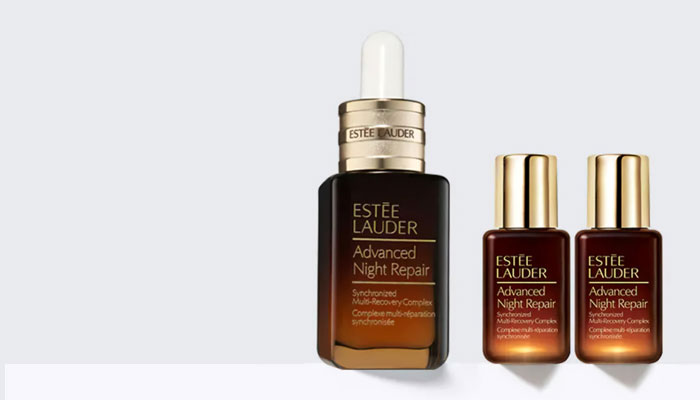 ESTĒE LAUDER
ESTĒE
LAUDER
Advanced
Night Repair
Synchronized
Multi-Recovery Complex
Complexe multi-réparation
synchronisée
ESTĒE
LAUDER
Advanced
Night Repair
Synchronized
Multi-Recovery Complex
Complexe multi-réparation
synchronisée
ESTĒE
LAUDER
Advanced
Night Repair
Synchronized
Multi-Recovery Complex
Complexe multi-réparation
synchronisée